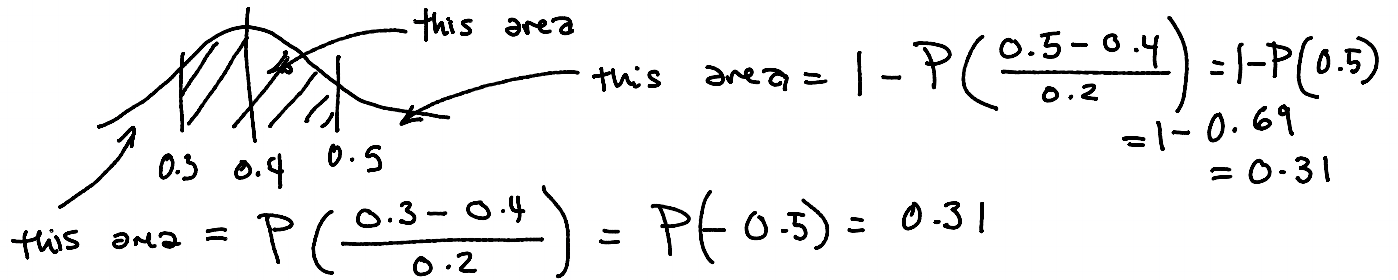 this area
this area = 1 - P( (0.5 - 0.4) / 0.2 ) = 1 - P(0.5)
= 1 - 0.69
= 0.31
0.3 0.4 0.5
this area = P( (0.3 - 0.4) / 0.2 ) = P(-0.5) = 0.31